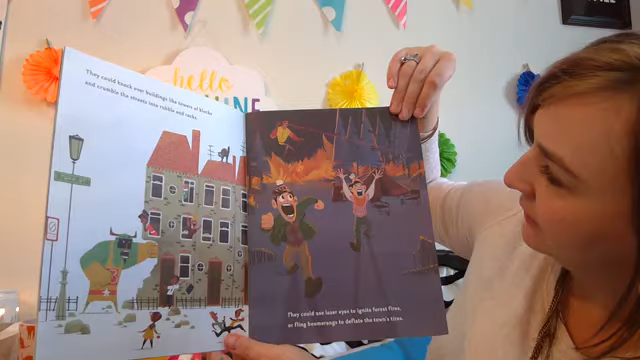 They could knock over buildings like towers of blocks
and crumble the streets into rubble and rocks.
They could use laser eyes to ignite forest fires,
or fling boomerangs to deflate the town's tires.
hello